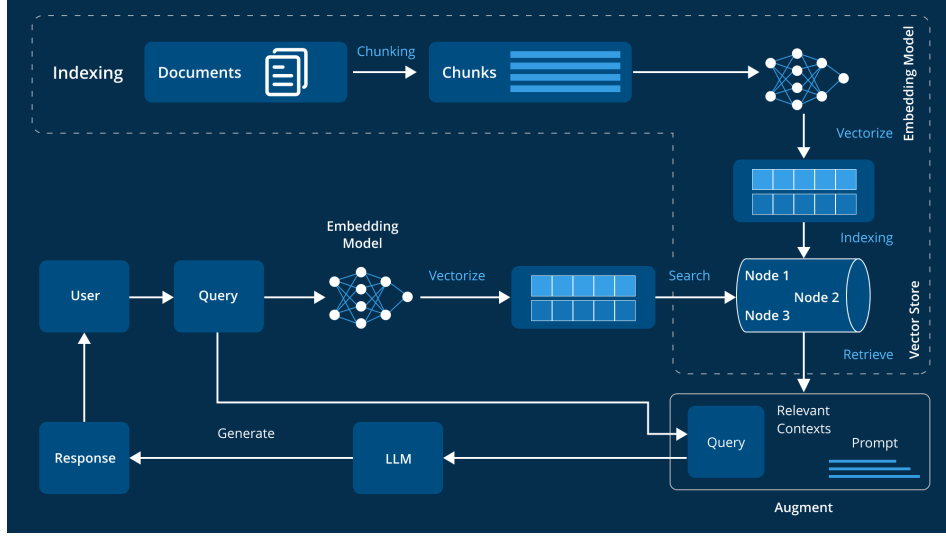 Indexing
Documents
Chunking
Chunks
Embedding Model
Vectorize
Indexing
Embedding
Model
User
Query
Vectorize
Search
Node 1
Node 2
Node 3
Vector Store
Retrieve
Response
Generate
LLM
Query
Relevant
Contexts
Prompt
Augment